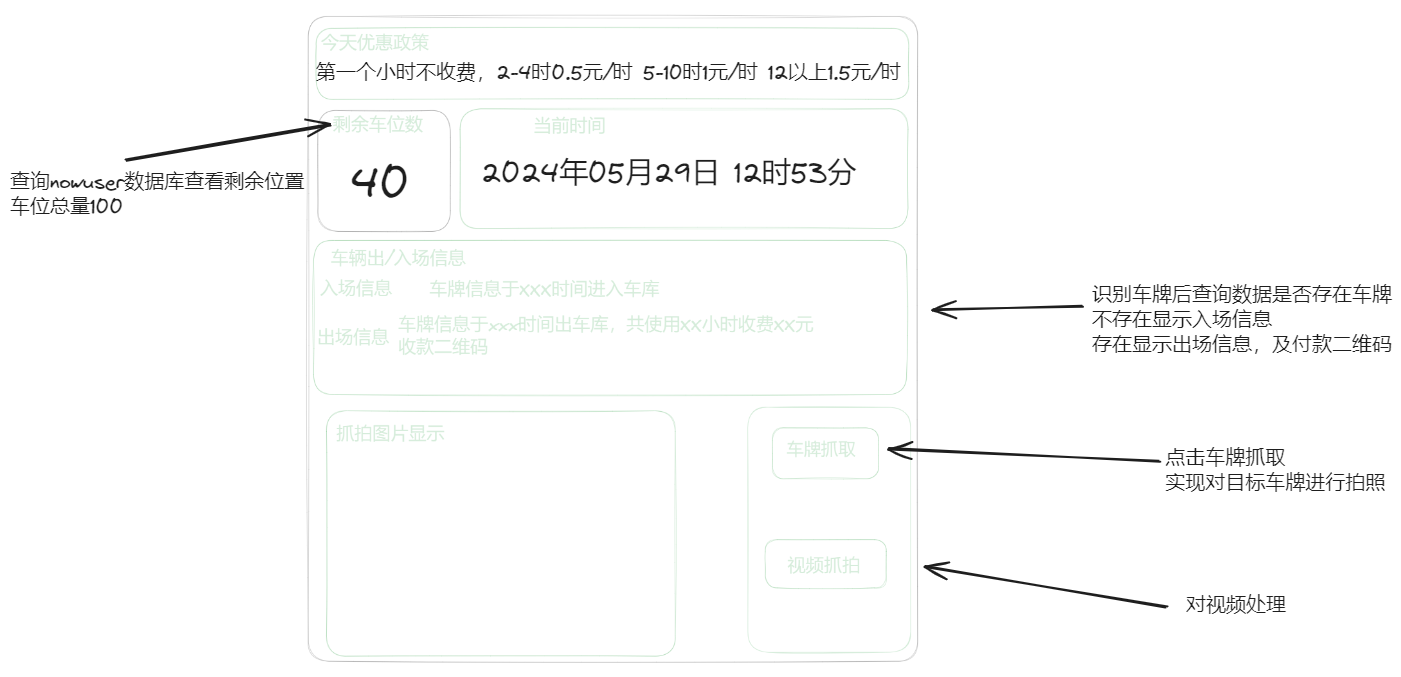 今天优惠政策
第一个小时不收费，2-4时0.5元/时 5-10时1元/时 12以上1.5元/时
剩余车位数
40
当前时间
2024年05月29日 12时53分
查询nowuser数据库查看剩余位置
车位总量100
车辆出/入场信息
入场信息 车牌信息于xxx时间进入车库
出场信息 车牌信息于xxx时间出车库，共使用xx小时收费xx元
收款二维码
识别车牌后查询数据是否存在车牌
不存在显示入场信息
存在显示出场信息，及付款二维码
抓拍图片显示
车牌抓取
点击车牌抓取
实现对目标车牌进行拍照
视频抓拍
对视频处理